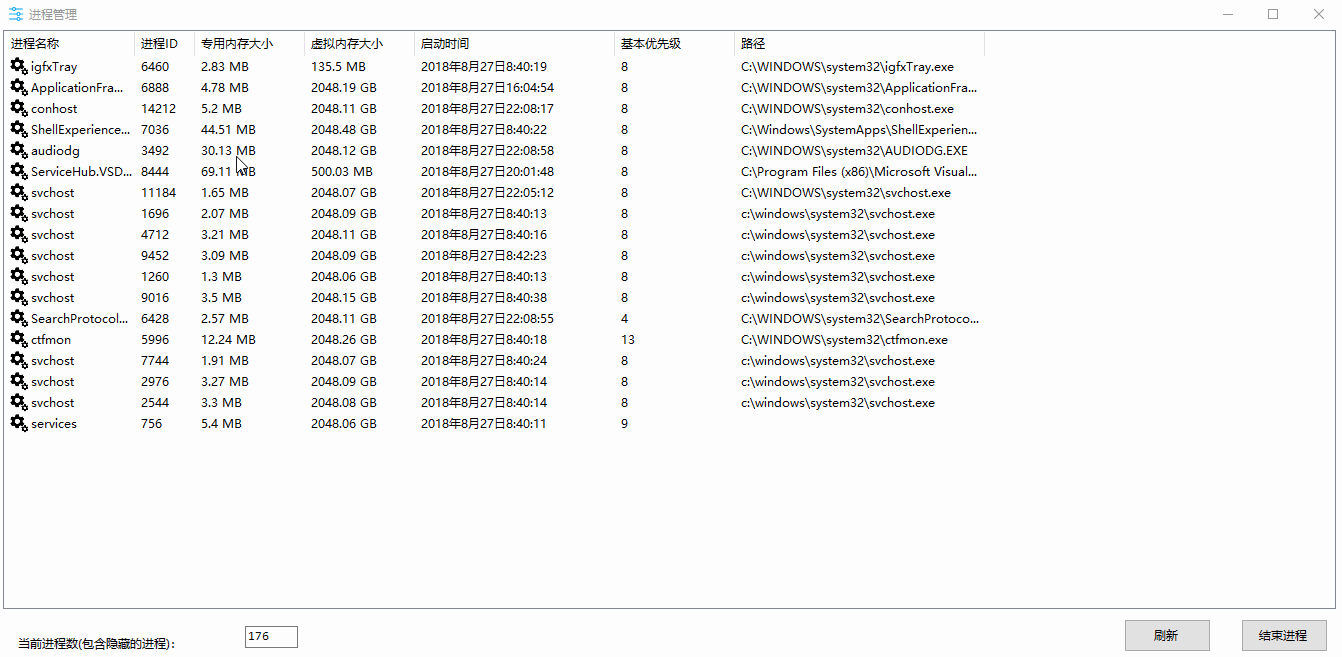 进程管理
进程名称 进程ID 专用内存大小 虚拟内存大小 启动时间 基本优先级 路径
igfxTray 6460 2.83 MB 135.5 MB 2018年8月27日8:40:19 8 C:\WINDOWS\system32\igfxTray.exe
ApplicationFra... 6888 4.78 MB 2048.19 GB 2018年8月27日16:04:54 8 C:\WINDOWS\system32\ApplicationFra...
conhost 14212 5.2 MB 2048.11 GB 2018年8月27日22:08:17 8 C:\WINDOWS\system32\conhost.exe
ShellExperience... 7036 44.51 MB 2048.48 GB 2018年8月27日8:40:22 8 C:\Windows\SystemApps\ShellExperien...
audiodg 3492 30.13 MB 2048.12 GB 2018年8月27日22:08:58 8 C:\WINDOWS\system32\AUDIODG.EXE
ServiceHub.VSD... 8444 69.11 MB 500.03 MB 2018年8月27日20:01:48 8 C:\Program Files (x86)\Microsoft Visual...
svchost 11184 1.65 MB 2048.07 GB 2018年8月27日22:05:12 8 C:\WINDOWS\system32\svchost.exe
svchost 1696 2.07 MB 2048.09 GB 2018年8月27日8:40:13 8 c:\windows\system32\svchost.exe
svchost 4712 3.21 MB 2048.11 GB 2018年8月27日8:40:16 8 c:\windows\system32\svchost.exe
svchost 9452 3.09 MB 2048.09 GB 2018年8月27日8:42:23 8 c:\windows\system32\svchost.exe
svchost 1260 1.3 MB 2048.06 GB 2018年8月27日8:40:13 8 c:\windows\system32\svchost.exe
svchost 9016 3.5 MB 2048.15 GB 2018年8月27日8:40:38 8 c:\windows\system32\svchost.exe
SearchProtocol... 6428 2.57 MB 2048.11 GB 2018年8月27日22:08:55 4 C:\WINDOWS\system32\SearchProtoco...
ctfmon 5996 12.24 MB 2048.26 GB 2018年8月27日8:40:18 13 C:\WINDOWS\system32\ctfmon.exe
svchost 7744 1.91 MB 2048.07 GB 2018年8月27日8:40:24 8 c:\windows\system32\svchost.exe
svchost 2976 3.27 MB 2048.09 GB 2018年8月27日8:40:14 8 c:\windows\system32\svchost.exe
svchost 2544 3.3 MB 2048.08 GB 2018年8月27日8:40:14 8 c:\windows\system32\svchost.exe
services 756 5.4 MB 2048.06 GB 2018年8月27日8:40:11 9
当前进程数(包含隐藏的进程)： 176 刷新 结束进程